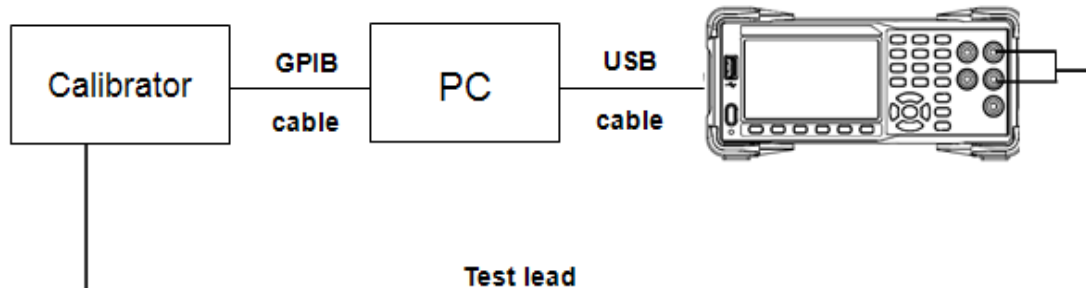 Calibrator
GPIB
cable
PC
USB
cable
Test lead